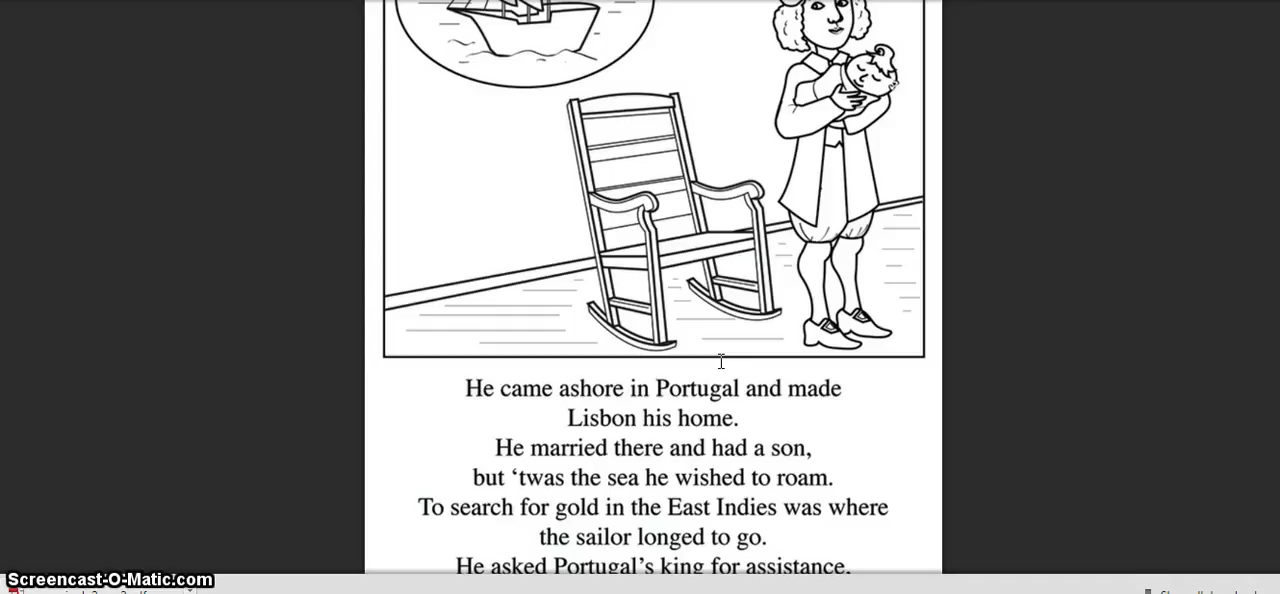 He came ashore in Portugal and made
Lisbon his home.
He married there and had a son,
but ‘twas the sea he wished to roam.
To search for gold in the East Indies was where
the sailor longed to go.
He asked Portugal’s king for assistance,
Screencast-O-Matic.com